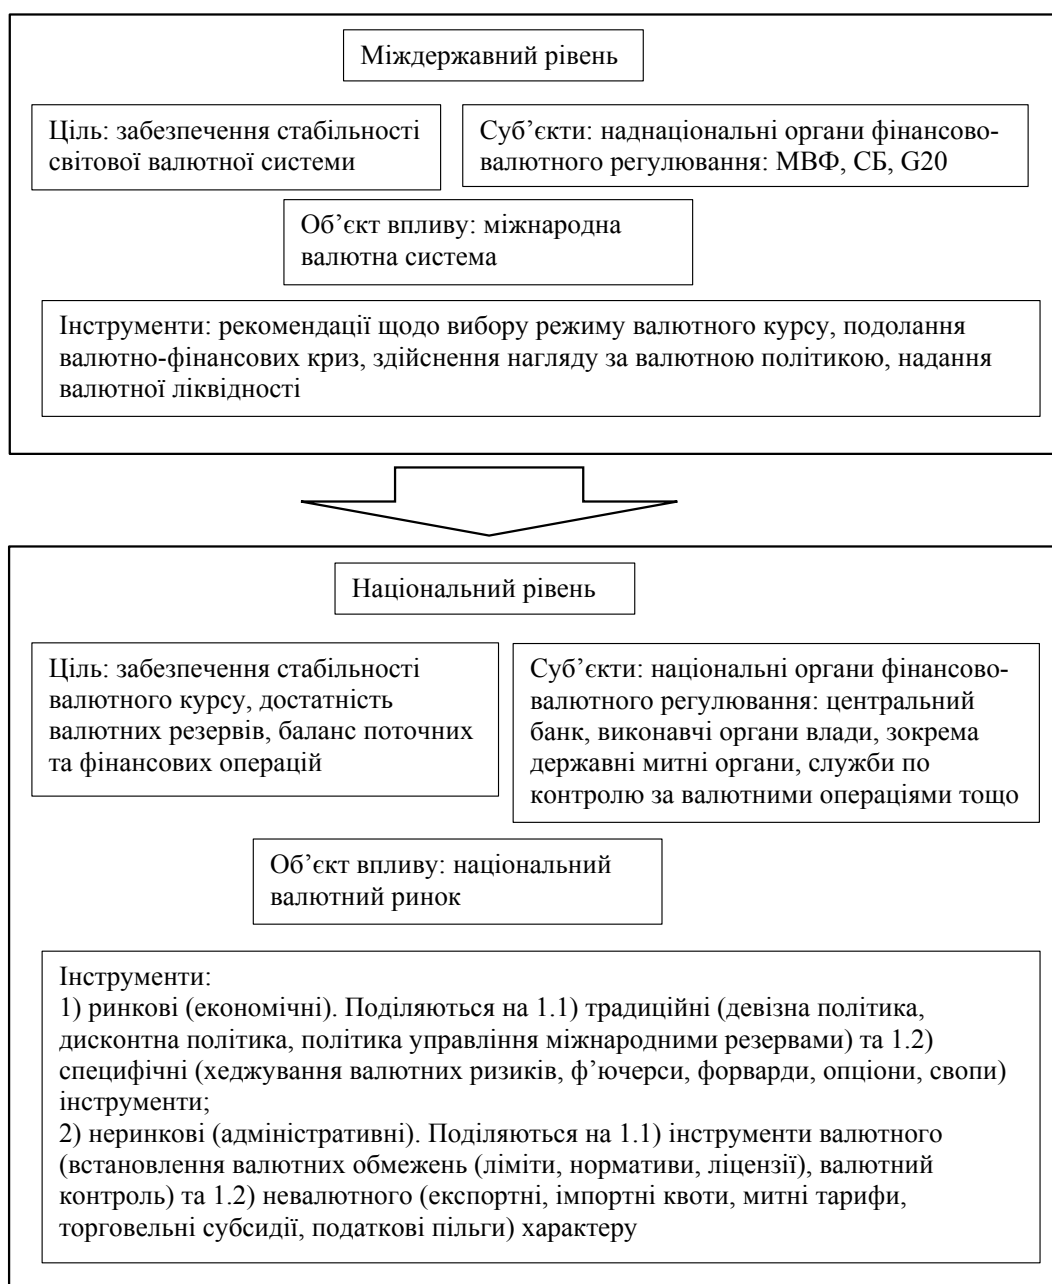 Міждержавний рівень
Ціль: забезпечення стабільності
світової валютної системи
Суб’єкти: наднаціональні органи фінансово-
валютного регулювання: МВФ, СБ, G20
Об’єкт впливу: міжнародна
валютна система
Інструменти: рекомендації щодо вибору режиму валютного курсу, подолання
валютно-фінансових криз, здійснення нагляду за валютною політикою, надання
валютної ліквідності
Національний рівень
Ціль: забезпечення стабільності
валютного курсу, достатність
валютних резервів, баланс поточних
та фінансових операцій
Суб’єкти: національні органи фінансово-
валютного регулювання: центральний
банк, виконавчі органи влади, зокрема
державні митні органи, служби по
контролю за валютними операціями тощо
Об’єкт впливу: національний
валютний ринок
Інструменти:
1) ринкові (економічні). Поділяються на 1.1) традиційні (девізна політика,
дисконтна політика, політика управління міжнародними резервами) та 1.2)
специфічні (хеджування валютних ризиків, ф’ючерси, форварди, опціони, свопи)
інструменти;
2) неринкові (адміністративні). Поділяються на 1.1) інструменти валютного
(встановлення валютних обмежень (ліміти, нормативи, ліцензії), валютний
контроль) та 1.2) невалютного (експортні, імпортні квоти, митні тарифи,
торговельні субсидії, податкові пільги) характеру